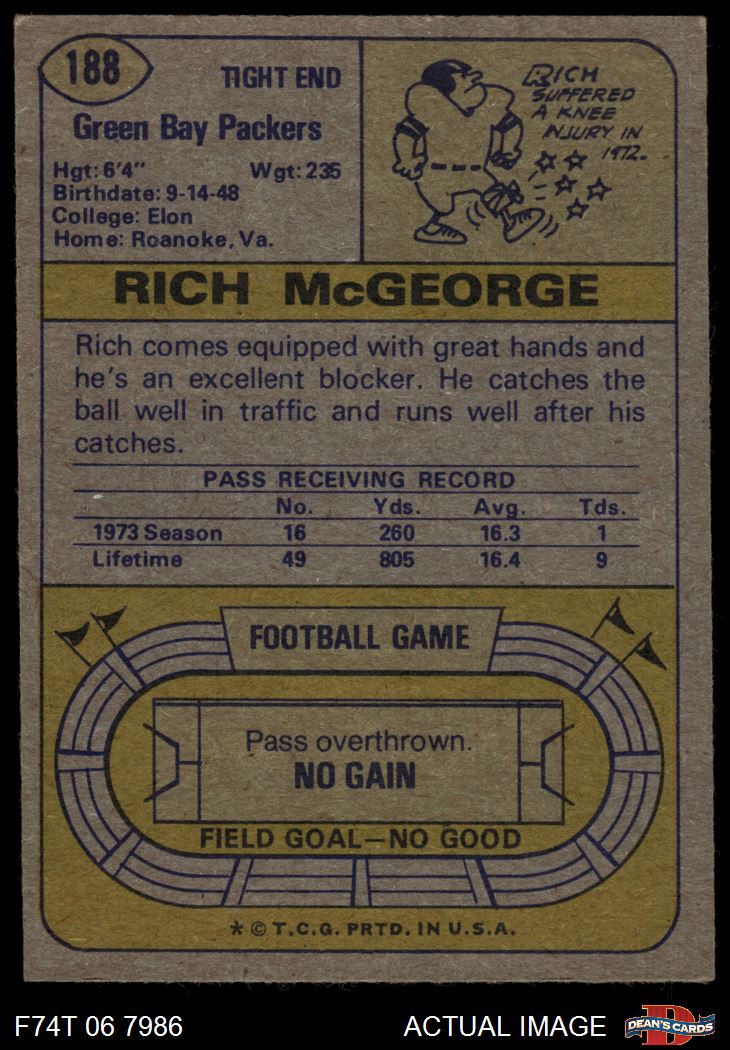 188
TIGHT END
Green Bay Packers
Hgt: 6'4" Wgt: 235
Birthdate: 9-14-48
College: Elon
Home: Roanoke, Va.
RICH
SUFFERED
A KNEE
INJURY IN
1972.
RICH McGEORGE
Rich comes equipped with great hands and
he's an excellent blocker. He catches the
ball well in traffic and runs well after his
catches.
PASS RECEIVING RECORD
No. Yds. Avg. Tds.
1973 Season 16 260 16.3 1
Lifetime 49 805 16.4 9
FOOTBALL GAME
Pass overthrown.
NO GAIN
FIELD GOAL—NO GOOD
* © T.C.G. PRTD. IN U.S.A.
F74T 06 7986 ACTUAL IMAGE
D
DEAN'S CARDS